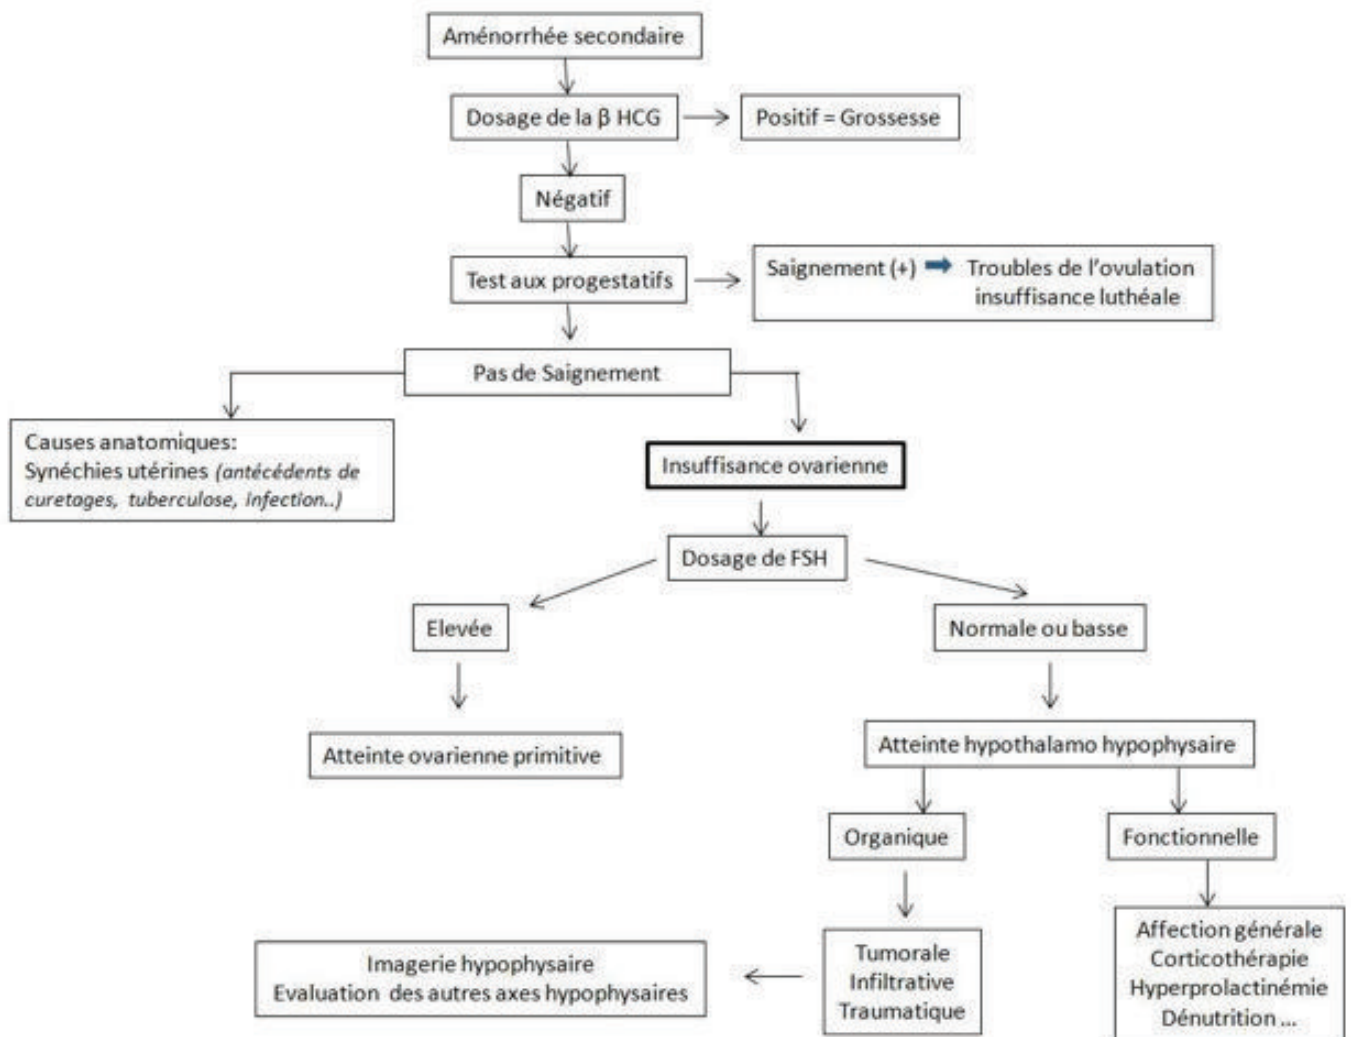 Aménorrhée secondaire
Dosage de la β HCG
Positif = Grossesse
Négatif
Test aux progestatifs
Saignement (+) ➡ Troubles de l'ovulation
insuffisance luthéale
Pas de Saignement
Causes anatomiques:
Synéchies utérines (antécédents de
curetages, tuberculose, infection..)
Insuffisance ovarienne
Dosage de FSH
Elevée
Normale ou basse
Atteinte ovarienne primitive
Atteinte hypothalamo hypophysaire
Organique
Fonctionnelle
Imagerie hypophysaire
Evaluation des autres axes hypophysaires
Tumorale
Infiltrative
Traumatique
Affection générale
Corticothérapie
Hyperprolactinémie
Dénutrition ...